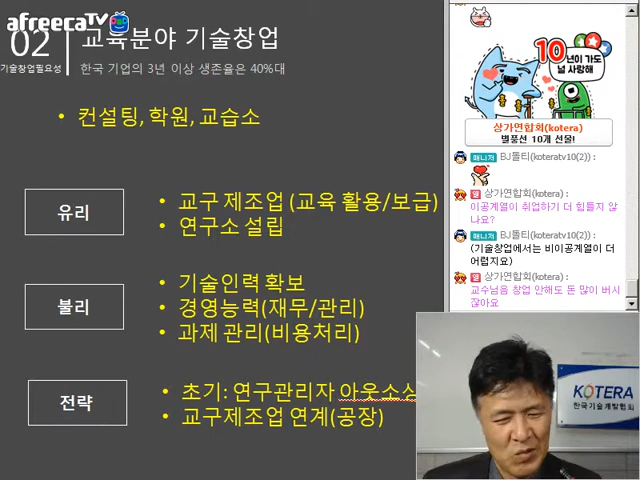 afreecaTV
02
기술창업필요성
교육분야 기술창업
한국 기업의 3년 이상 생존율은 40%대
• 컨설팅, 학원, 교습소
유리
• 교구 제조업 (교육 활용/보급)
• 연구소 설립
불리
• 기술인력 확보
• 경영능력(재무/관리)
• 과제 관리(비용처리)
전략
• 초기: 연구관리자 아웃소싱
• 교구제조업 연계(공장)
10년이 가도
널 사랑해
상가연합회(kotera)
별풍선 10개 선물!
매니저 BJ몰티(koteratv10(2)) :
열 상가연합회(kotera) :
이공계열이 취업하기 더 힘들지 않
나요?
매니저 BJ몰티(koteratv10(2)) :
(기술창업에서는 비이공계열이 더
어렵지요)
열 상가연합회(kotera) :
교수님음 창업 안해도 돈 많이 버시
잖아요
KOTERA
한국기술개발협회